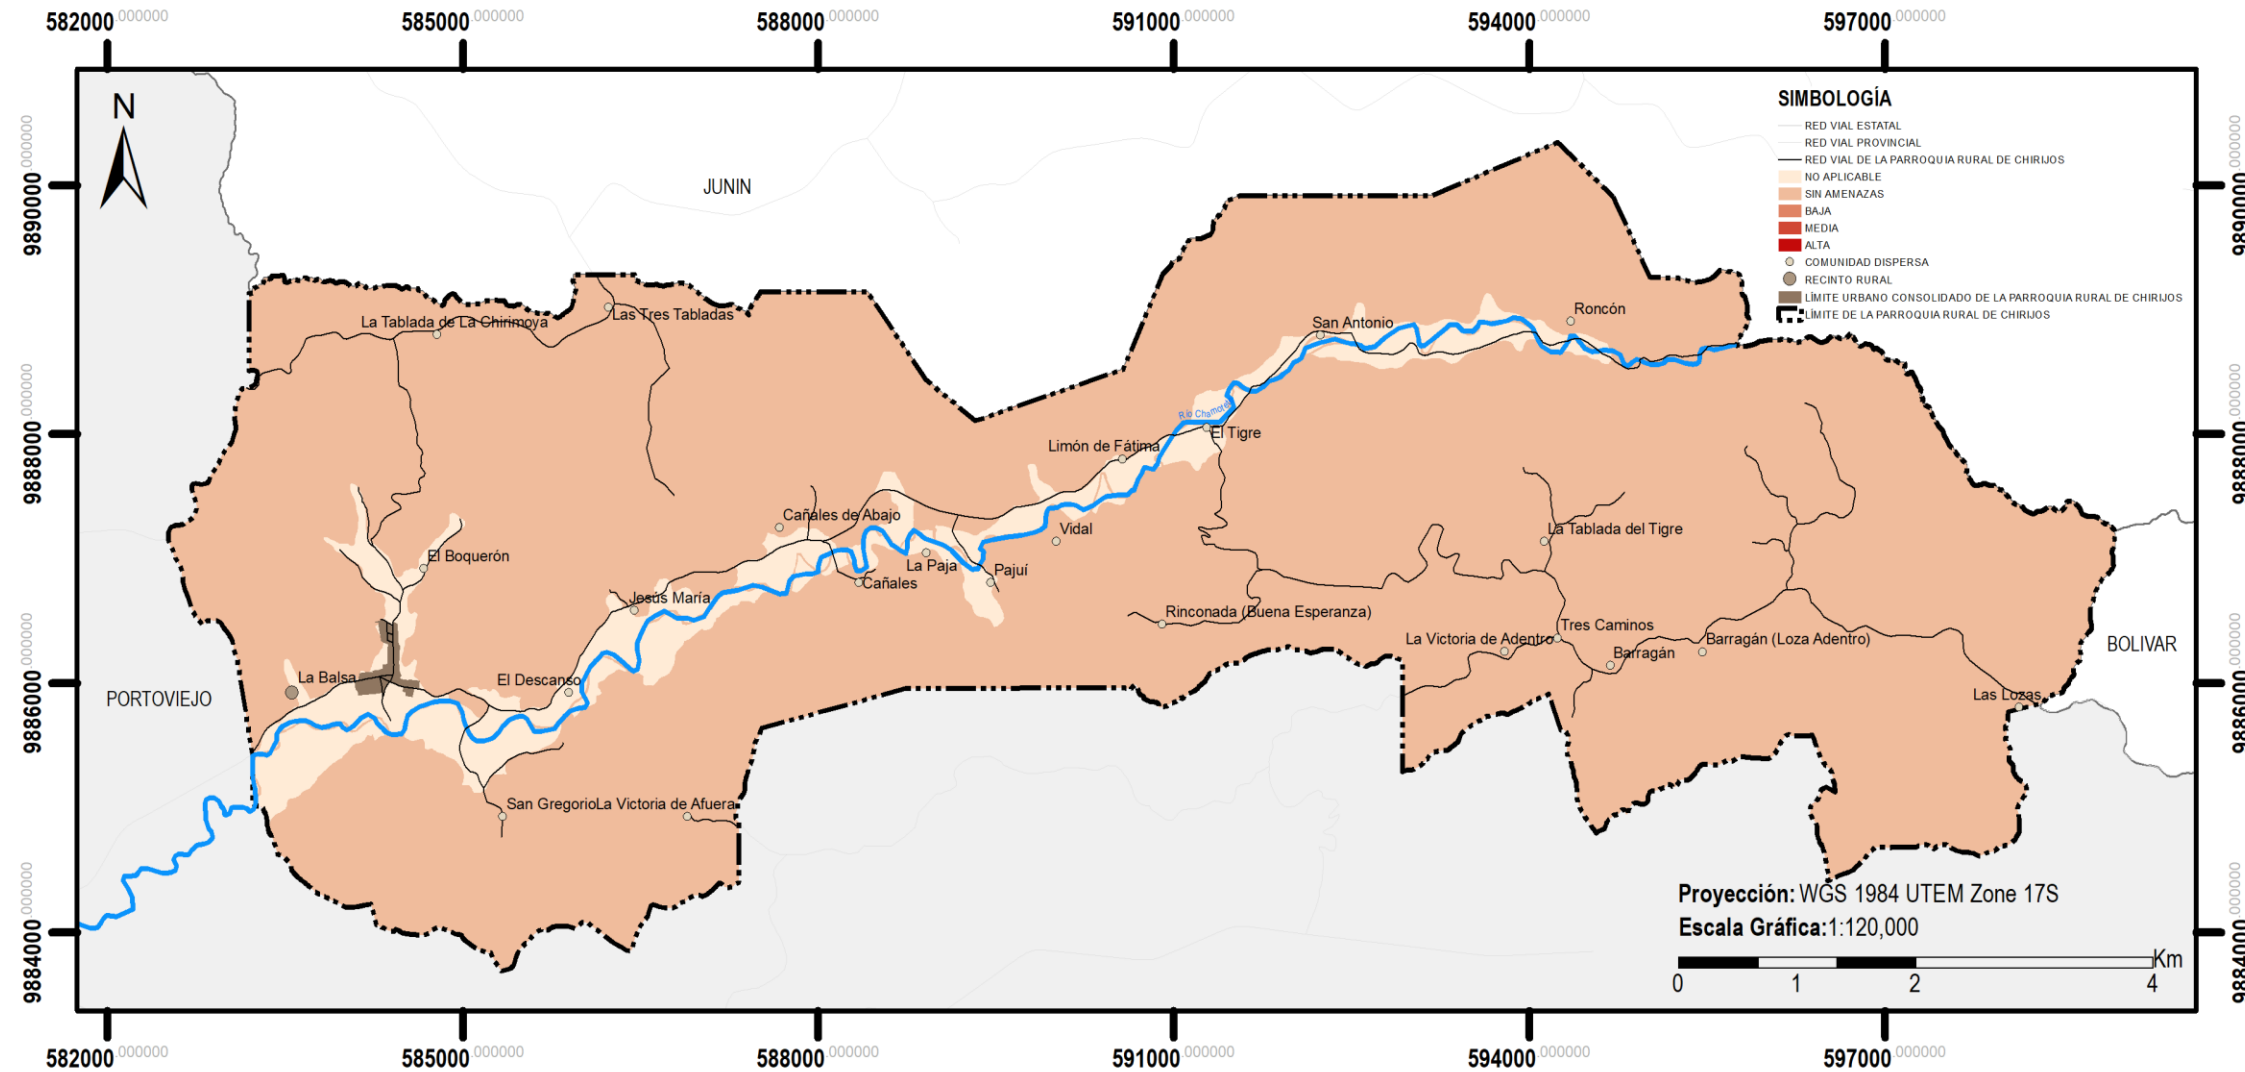 582000.000000 585000.000000 588000.000000 591000.000000 594000.000000 597000.000000
N
SIMBOLOGÍA
RED VIAL ESTATAL
RED VIAL PROVINCIAL
RED VIAL DE LA PARROQUIA RURAL DE CHIRIJOS
NO APLICABLE
SIN AMENAZAS
BAJA
MEDIA
ALTA
COMUNIDAD DISPERSA
RECINTO RURAL
LÍMITE URBANO CONSOLIDADO DE LA PARROQUIA RURAL DE CHIRIJOS
LÍMITE DE LA PARROQUIA RURAL DE CHIRIJOS
9890000.000000
9890000.000000
JUNIN
La Tablada de La Chirimoya
Las Tres Tabladas
San Antonio
Roncón
Río Chamotete
9888000.000000
9888000.000000
El Tigre
Limón de Fátima
Cañales de Abajo
Vidal
La Tablada del Tigre
El Boquerón
La Paja
Pajuí
Cañales
Jesús María
Rinconada (Buena Esperanza)
Tres Caminos
La Victoria de Adentro
Barragán (Loza Adentro)
Barragán
BOLIVAR
La Balsa
El Descanso
Las Lozas
PORTOVIEJO
9886000.000000
9886000.000000
San Gregorio
La Victoria de Afuera
Proyección: WGS 1984 UTEM Zone 17S
Escala Gráfica:1:120,000
Km
0 1 2 4
9884000.000000
9884000.000000
582000.000000 585000.000000 588000.000000 591000.000000 594000.000000 597000.000000